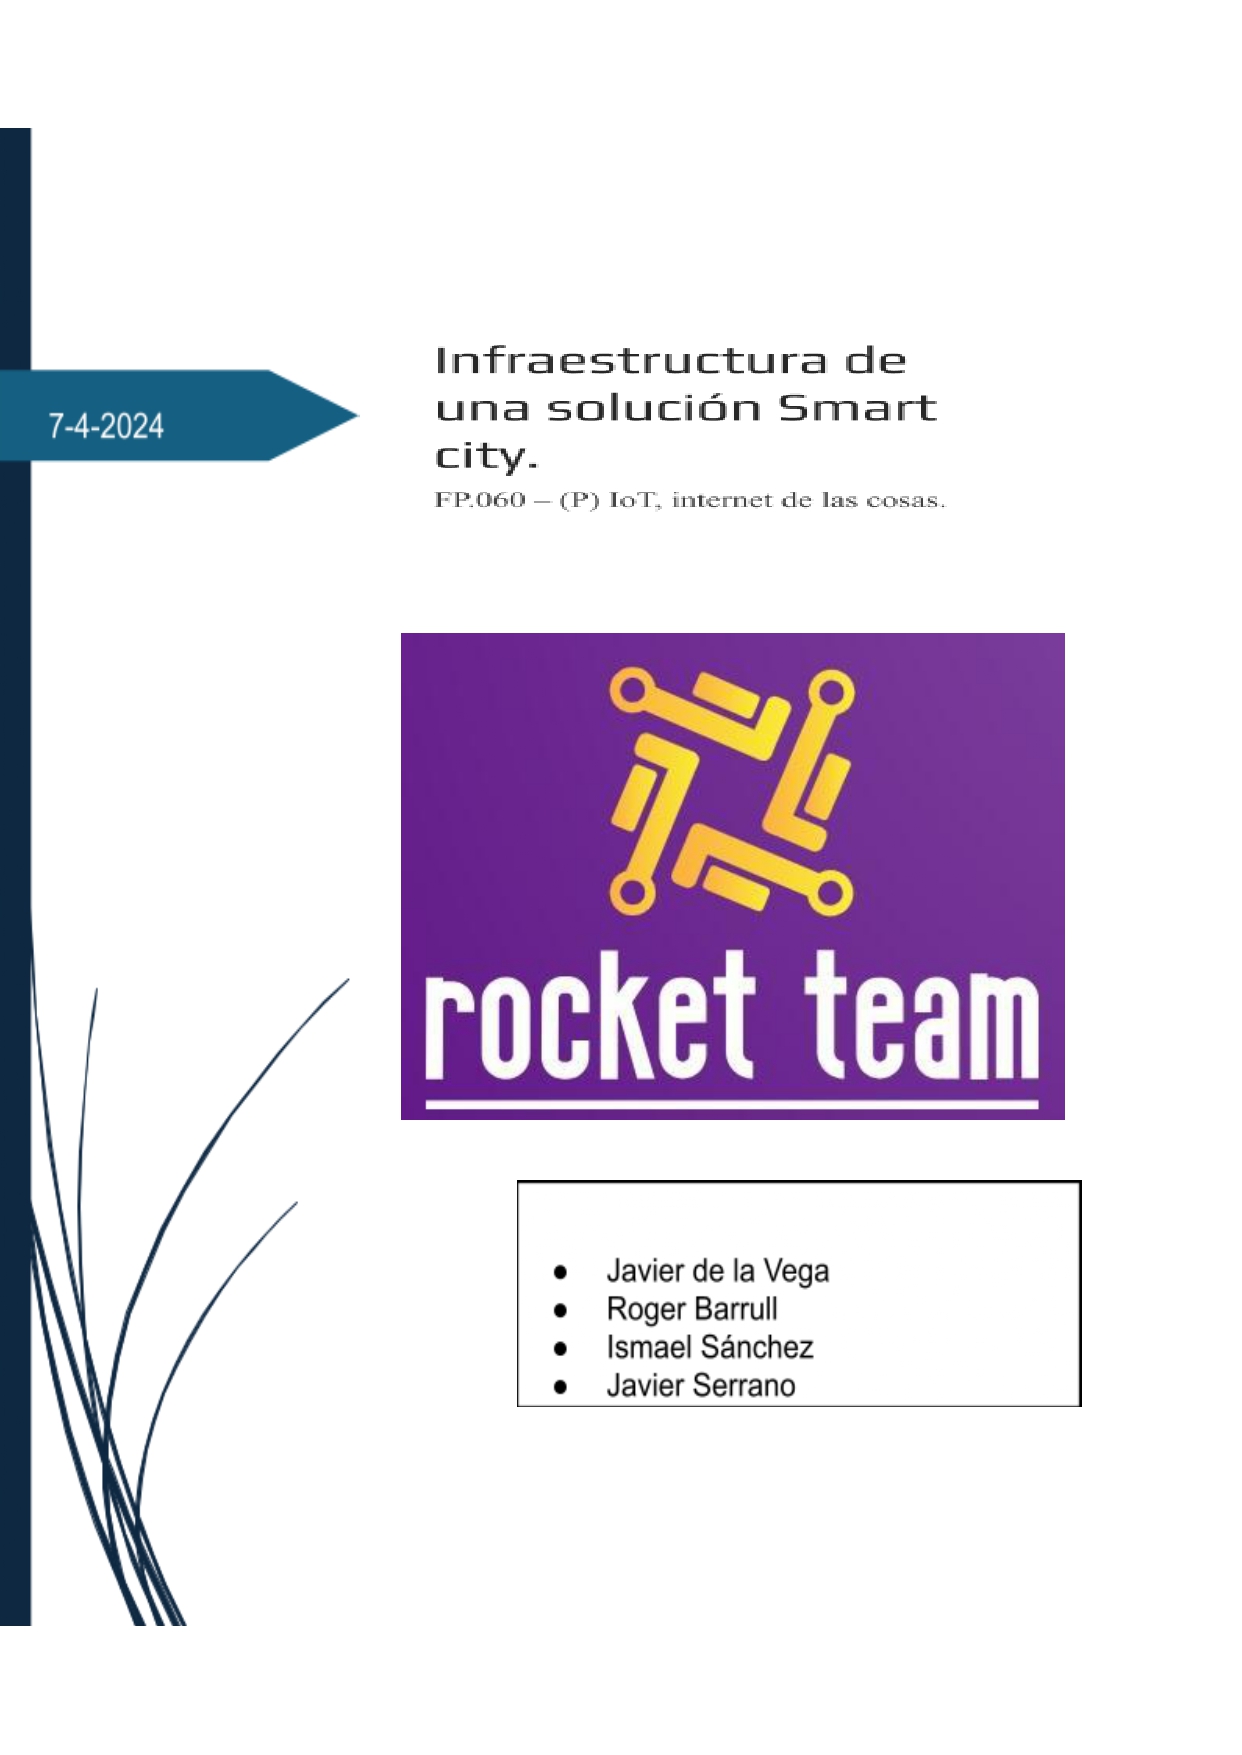 7-4-2024
Infraestructura de
una solución Smart
city.
FP.060 – (P) IoT, internet de las cosas.
rocket team
● Javier de la Vega
● Roger Barrull
● Ismael Sánchez
● Javier Serrano